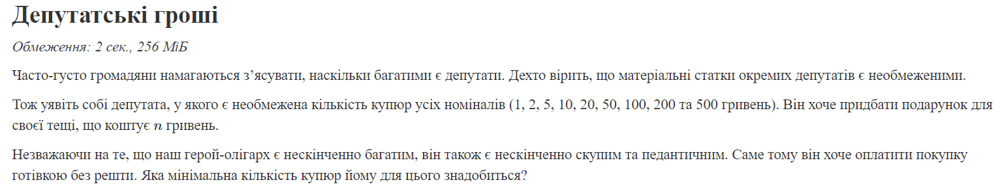 Депутатські гроші
Обмеження: 2 сек., 256 МіБ
Часто-густо громадяни намагаються з’ясувати, наскільки багатими є депутати. Дехто вірить, що матеріальні статки окремих депутатів є необмеженими.
Тож уявіть собі депутата, у якого є необмежена кількість купюр усіх номіналів (1, 2, 5, 10, 20, 50, 100, 200 та 500 гривень). Він хоче придбати подарунок для
своєї тещі, що коштує n гривень.
Незважаючи на те, що наш герой-олігарх є нескінченно багатим, він також є нескінченно скупим та педантичним. Саме тому він хоче оплатити покупку
готівкою без решти. Яка мінімальна кількість купюр йому для цього знадобиться?